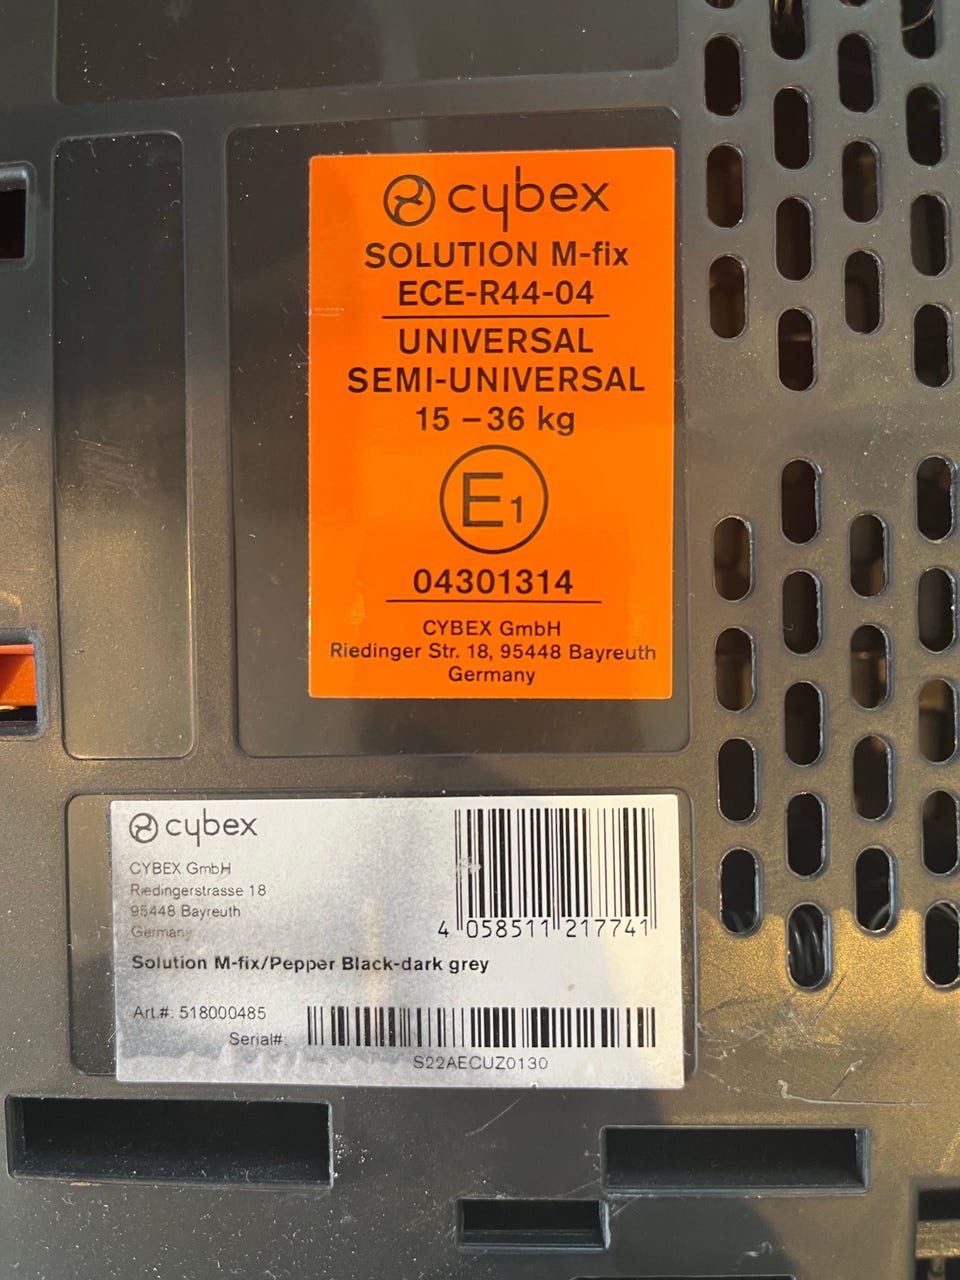 cybex
SOLUTION M-fix
ECE-R44-04
UNIVERSAL
SEMI-UNIVERSAL
15 – 36 kg
E1
04301314
CYBEX GmbH
Riedinger Str. 18, 95448 Bayreuth
Germany
cybex
CYBEX GmbH
Riedingerstrasse 18
95448 Bayreuth
Germany
4 058511 217741
Solution M-fix/Pepper Black-dark grey
Art.#: 518000485
Serial#:
S22AECUZ0130